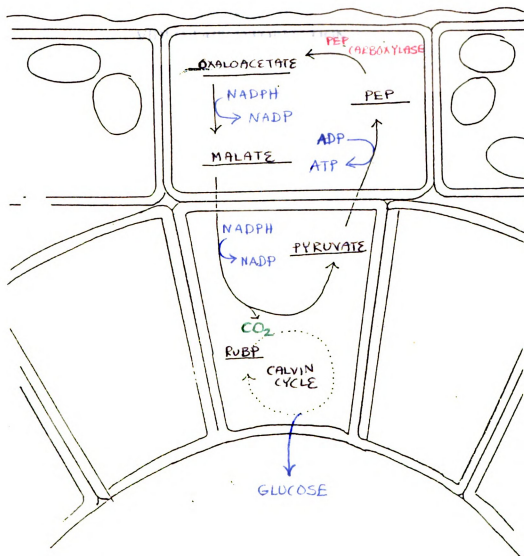 PEP
CARBOXYLASE
OXALOACETATE
NADPH
NADP
PEP
ADP
ATP
MALATE
NADPH
NADP
PYRUVATE
CO2
RUBP
CALVIN
CYCLE
GLUCOSE